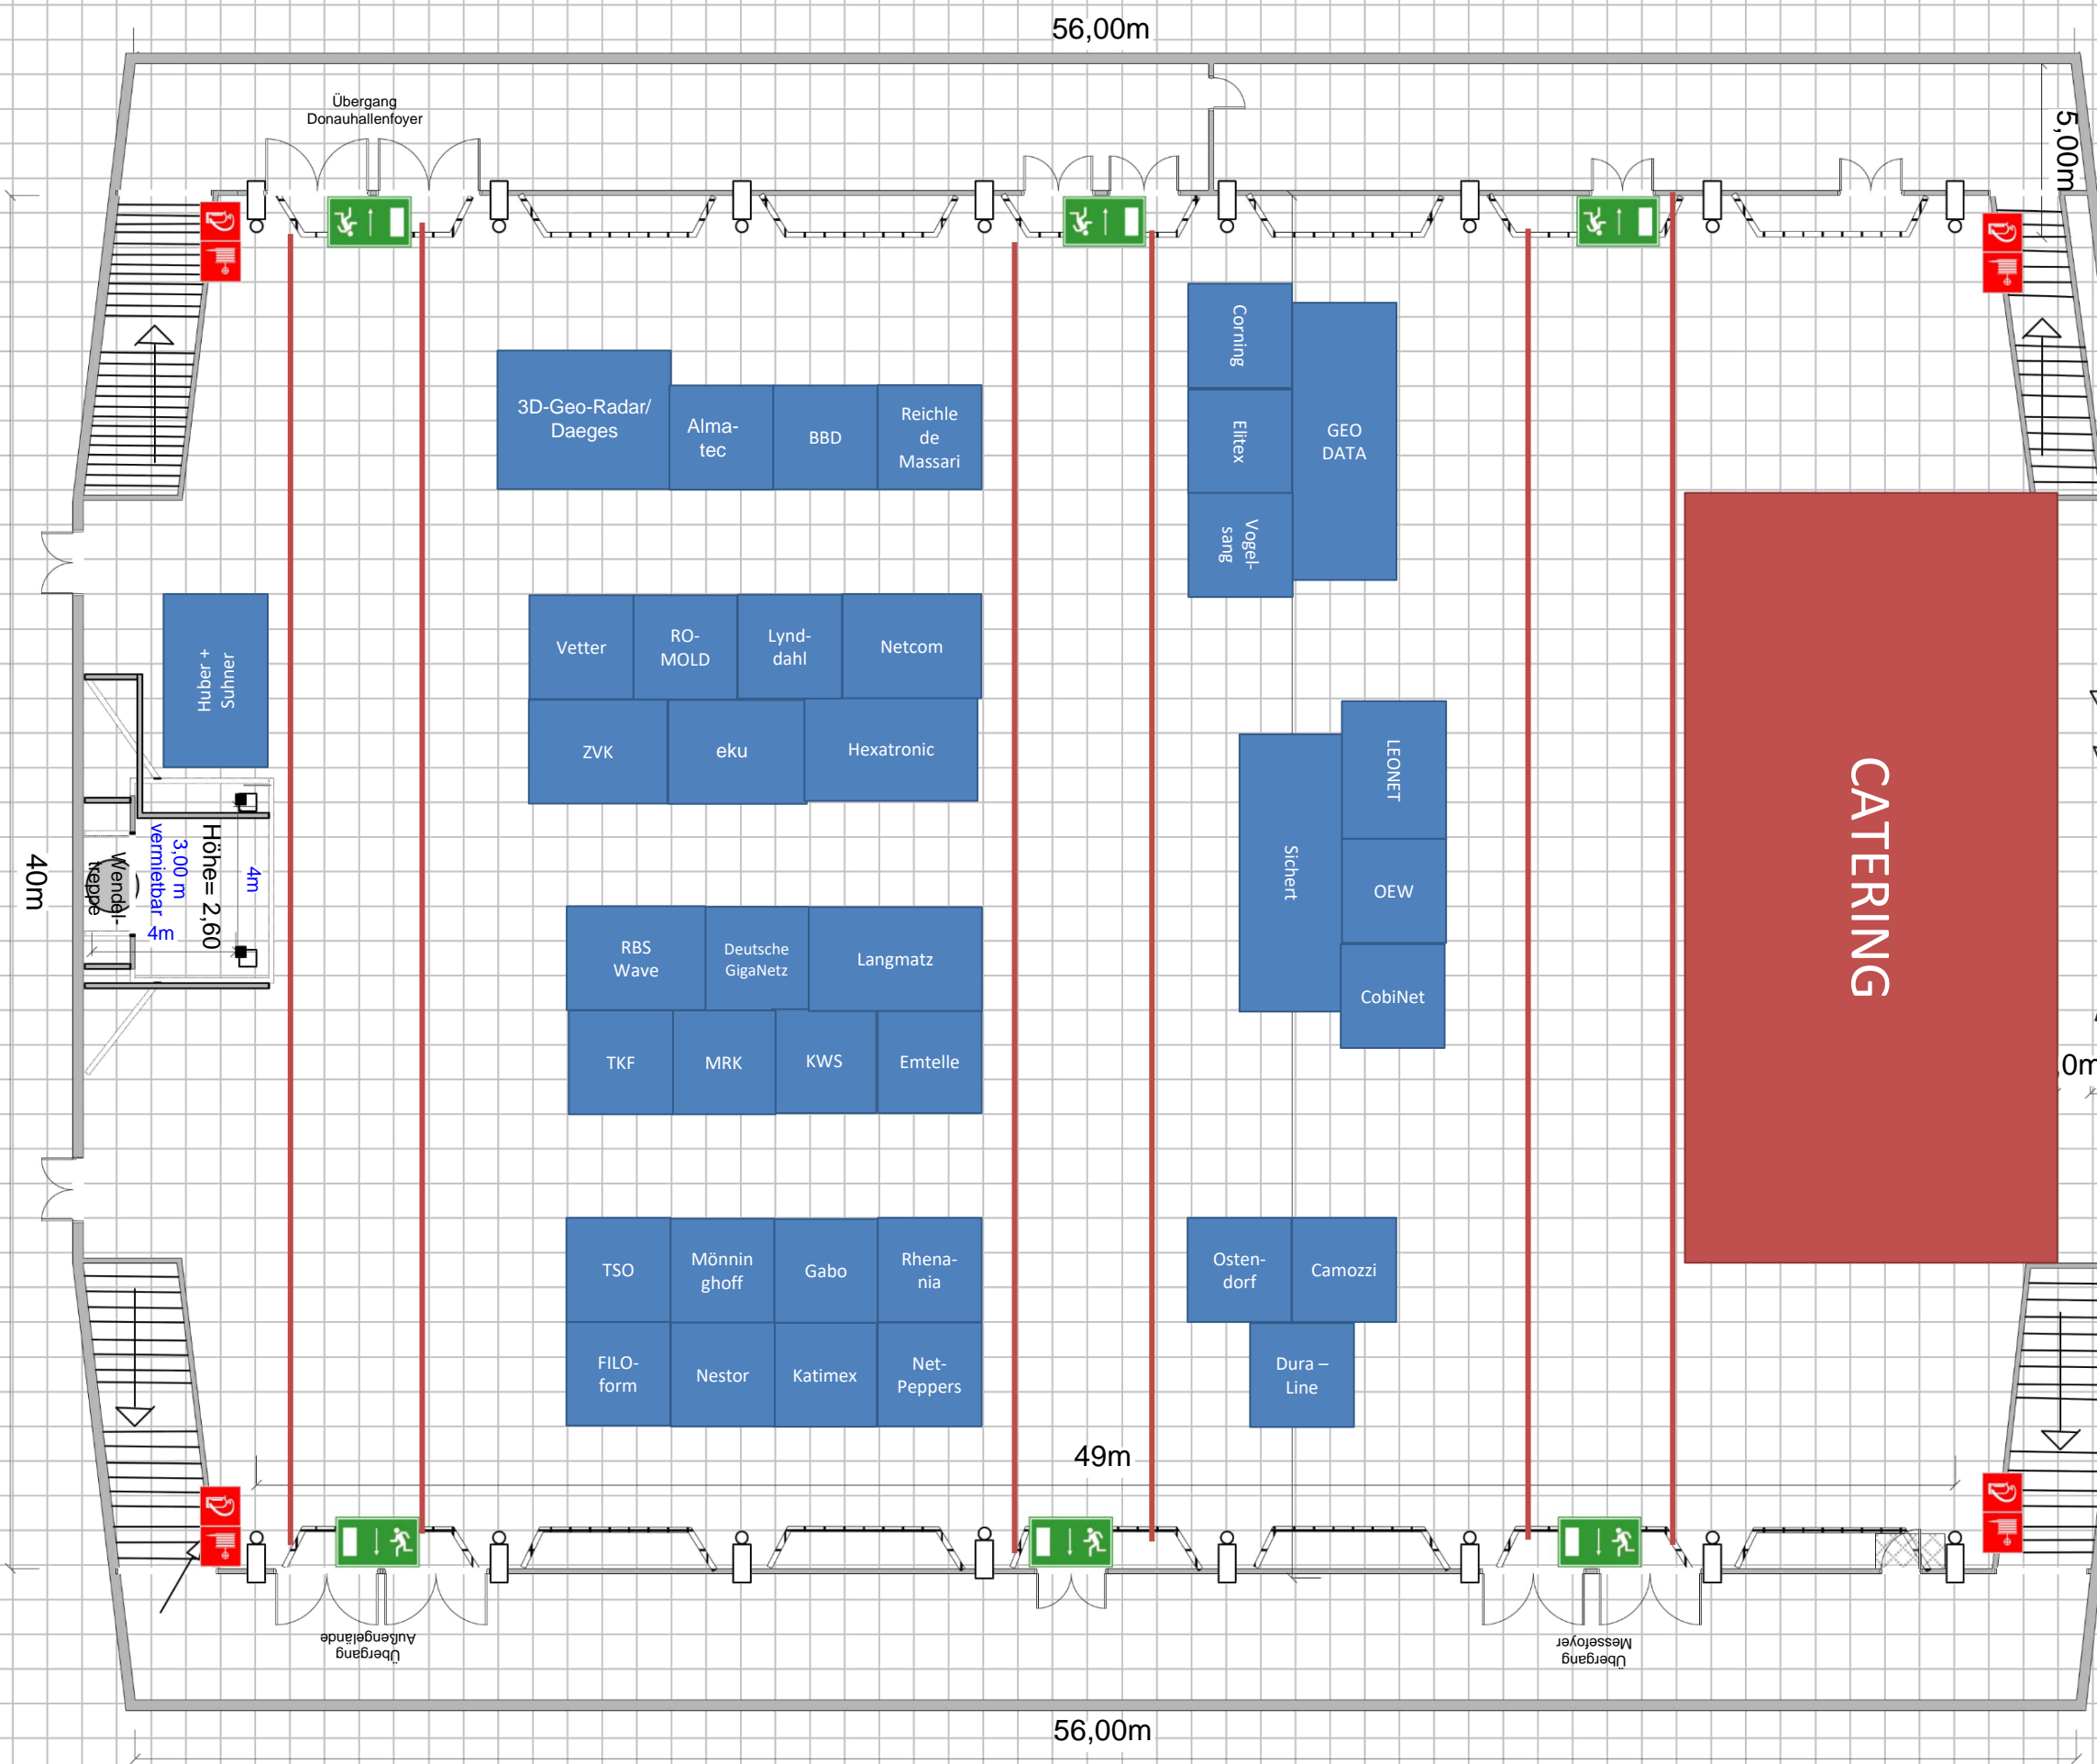 56,00m
Übergang
Donauhallenfoyer
5,00m
Corning
3D-Geo-Radar/
Daeges
Alma-
tec
BBD
Reichle
de
Massari
Elitex
GEO
DATA
Vogel-
sang
Huber +
Suhner
Vetter
RO-
MOLD
Lynd-
dahl
Netcom
ZVK
eku
Hexatronic
LEONET
Sichert
OEW
CobiNet
CATERING
40m
Wendel-
treppe
vermietbar
3,00 m
4m
Höhe= 2,60
4m
RBS
Wave
Deutsche
GigaNetz
Langmatz
TKF
MRK
KWS
Emtelle
0m
TSO
Mönnin
ghoff
Gabo
Rhena-
nia
Osten-
dorf
Camozzi
FILO-
form
Nestor
Katimex
Net-
Peppers
Dura –
Line
49m
Übergang
Außengelände
Übergang
Messefoyer
56,00m